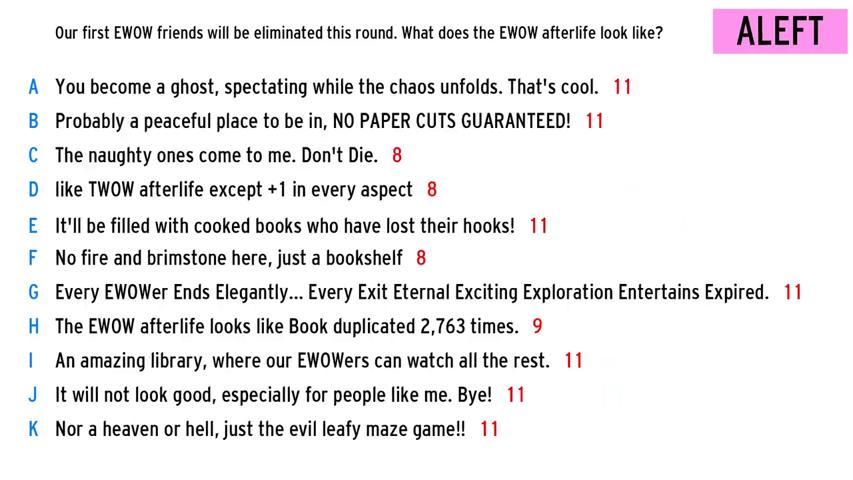 Our first EWOW friends will be eliminated this round. What does the EWOW afterlife look like?
ALEFT
A You become a ghost, spectating while the chaos unfolds. That's cool. 11
B Probably a peaceful place to be in, NO PAPER CUTS GUARANTEED! 11
C The naughty ones come to me. Don't Die. 8
D like TWOW afterlife except +1 in every aspect 8
E It'll be filled with cooked books who have lost their hooks! 11
F No fire and brimstone here, just a bookshelf 8
G Every EWOWer Ends Elegantly... Every Exit Eternal Exciting Exploration Entertains Expired. 11
H The EWOW afterlife looks like Book duplicated 2,763 times. 9
I An amazing library, where our EWOWers can watch all the rest. 11
J It will not look good, especially for people like me. Bye! 11
K Nor a heaven or hell, just the evil leafy maze game!! 11